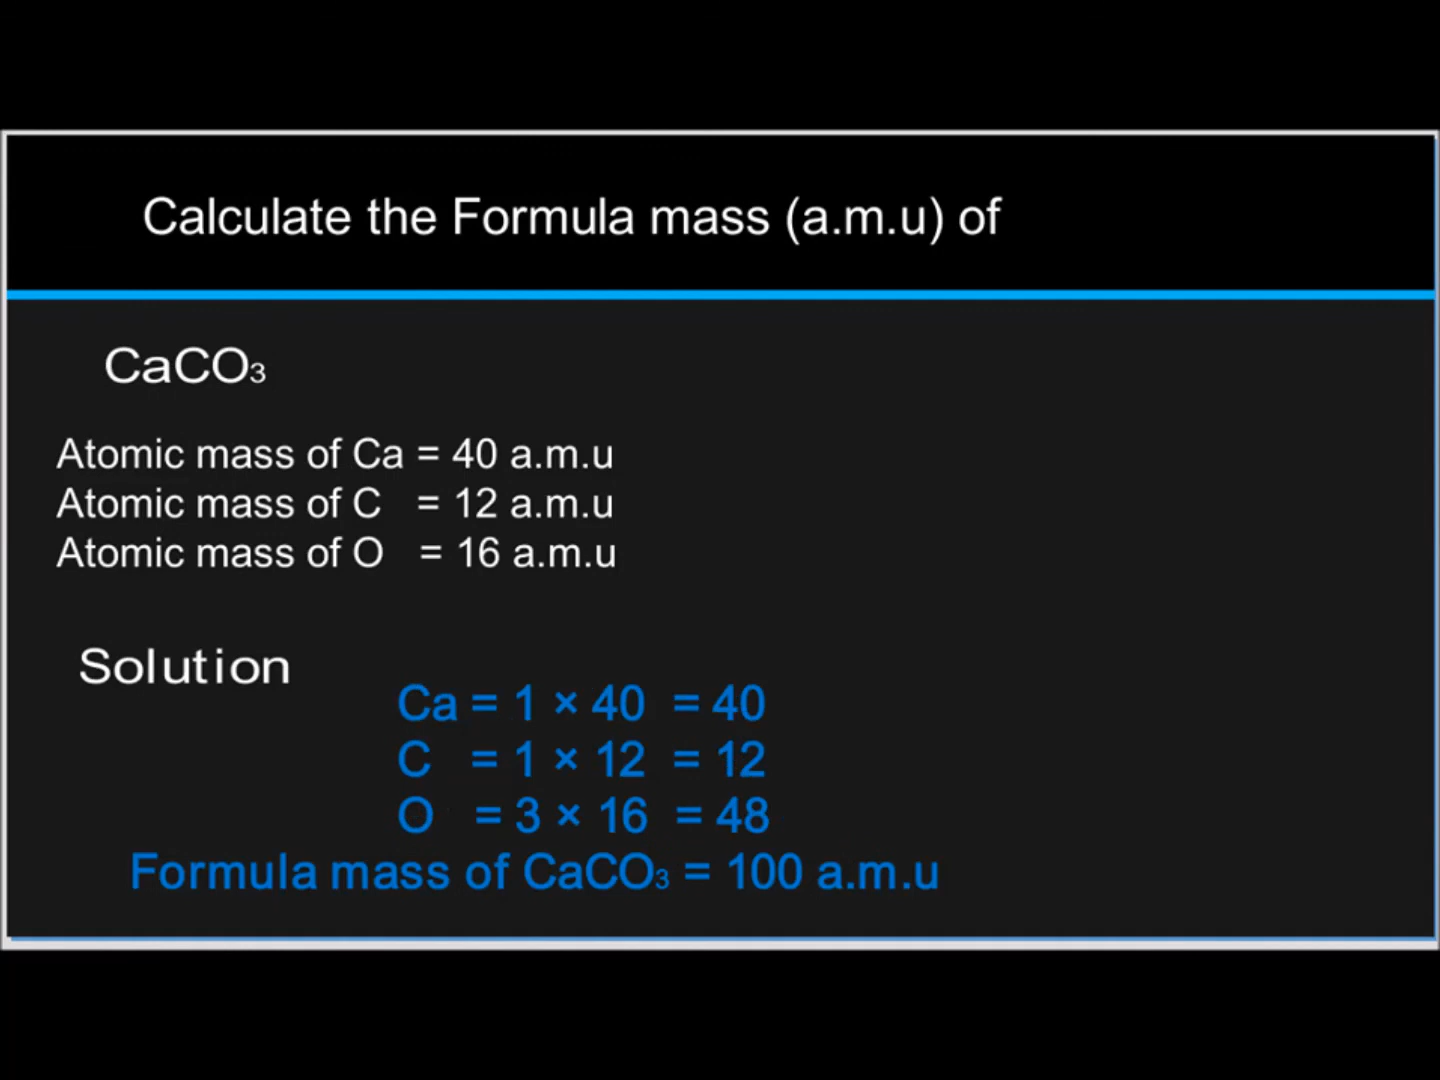 Calculate the Formula mass (a.m.u) of
CaCO₃
Atomic mass of Ca = 40 a.m.u
Atomic mass of C = 12 a.m.u
Atomic mass of O = 16 a.m.u
Solution
Ca = 1 × 40 = 40
C = 1 × 12 = 12
O = 3 × 16 = 48
Formula mass of CaCO₃ = 100 a.m.u